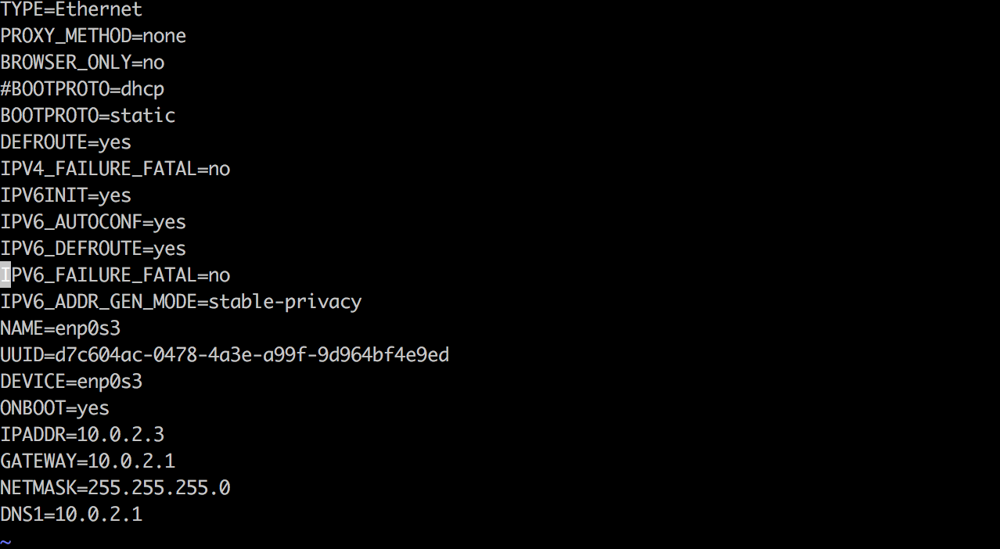 TYPE=Ethernet
PROXY_METHOD=none
BROWSER_ONLY=no
#BOOTPROTO=dhcp
BOOTPROTO=static
DEFROUTE=yes
IPV4_FAILURE_FATAL=no
IPV6INIT=yes
IPV6_AUTOCONF=yes
IPV6_DEFROUTE=yes
IPV6_FAILURE_FATAL=no
IPV6_ADDR_GEN_MODE=stable-privacy
NAME=enp0s3
UUID=d7c604ac-0478-4a3e-a99f-9d964bf4e9ed
DEVICE=enp0s3
ONBOOT=yes
IPADDR=10.0.2.3
GATEWAY=10.0.2.1
NETMASK=255.255.255.0
DNS1=10.0.2.1
~